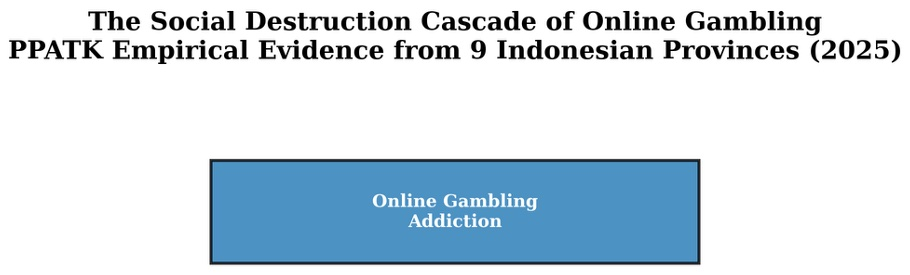 The Social Destruction Cascade of Online Gambling
PPATK Empirical Evidence from 9 Indonesian Provinces (2025)
Online Gambling
Addiction